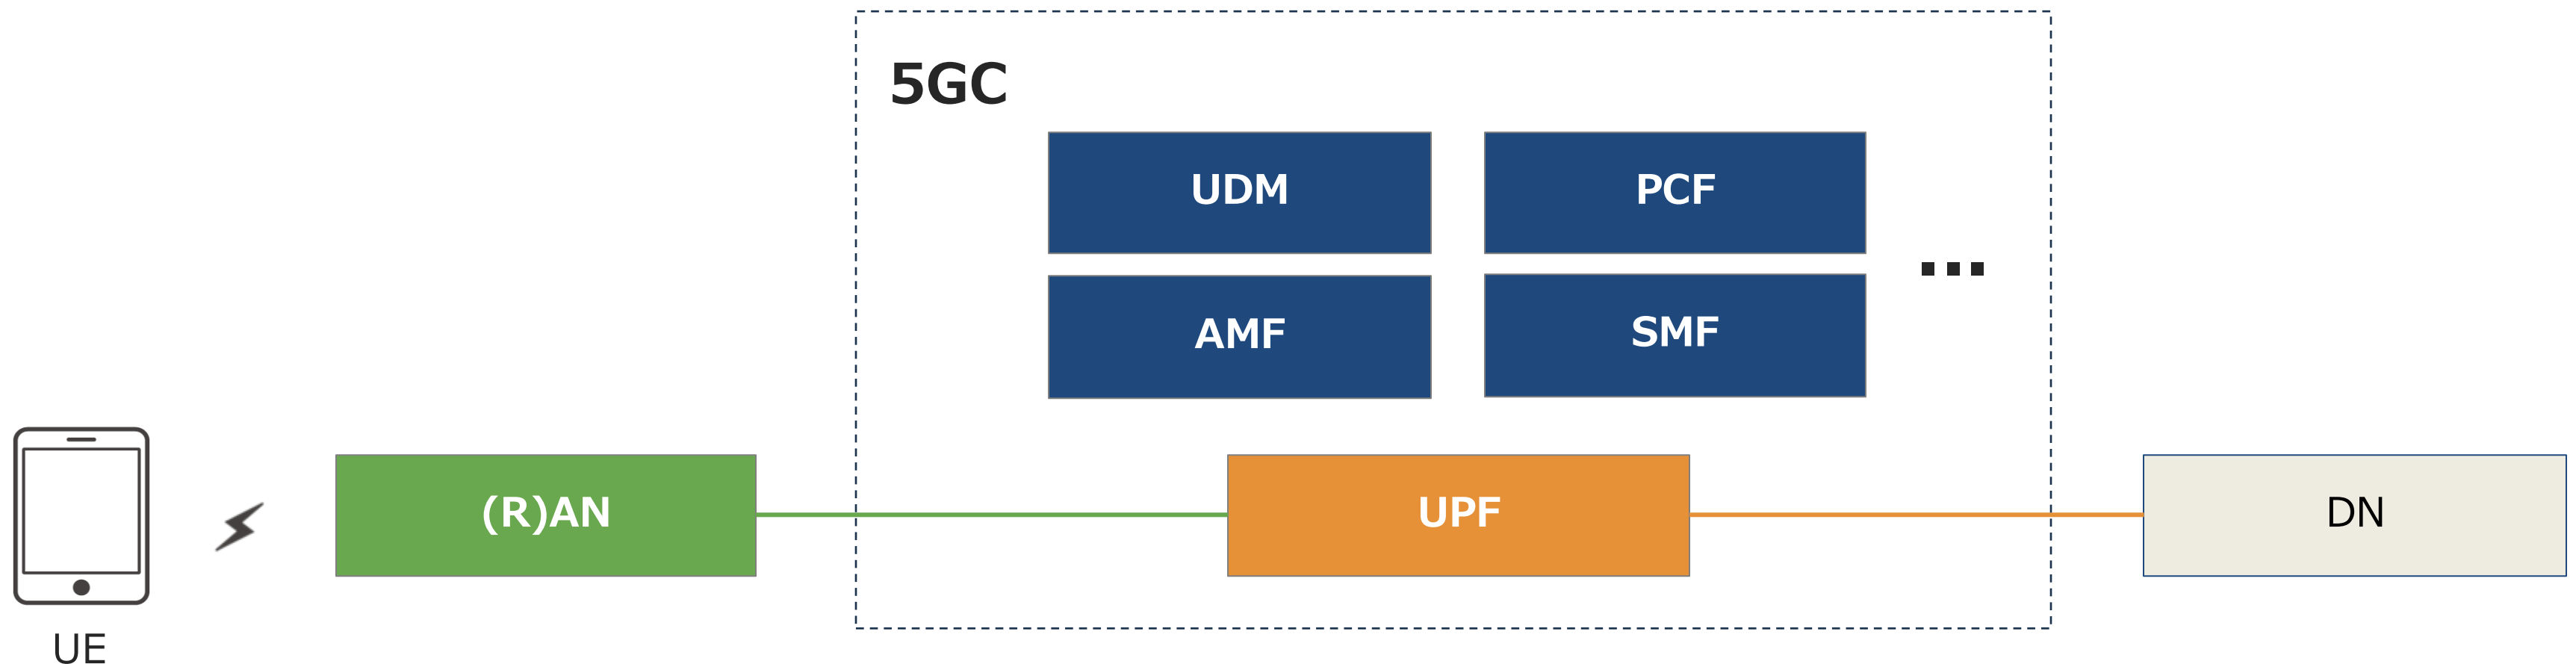 5GC
UDM
PCF
...
AMF
SMF
(R)AN
UPF
DN
UE